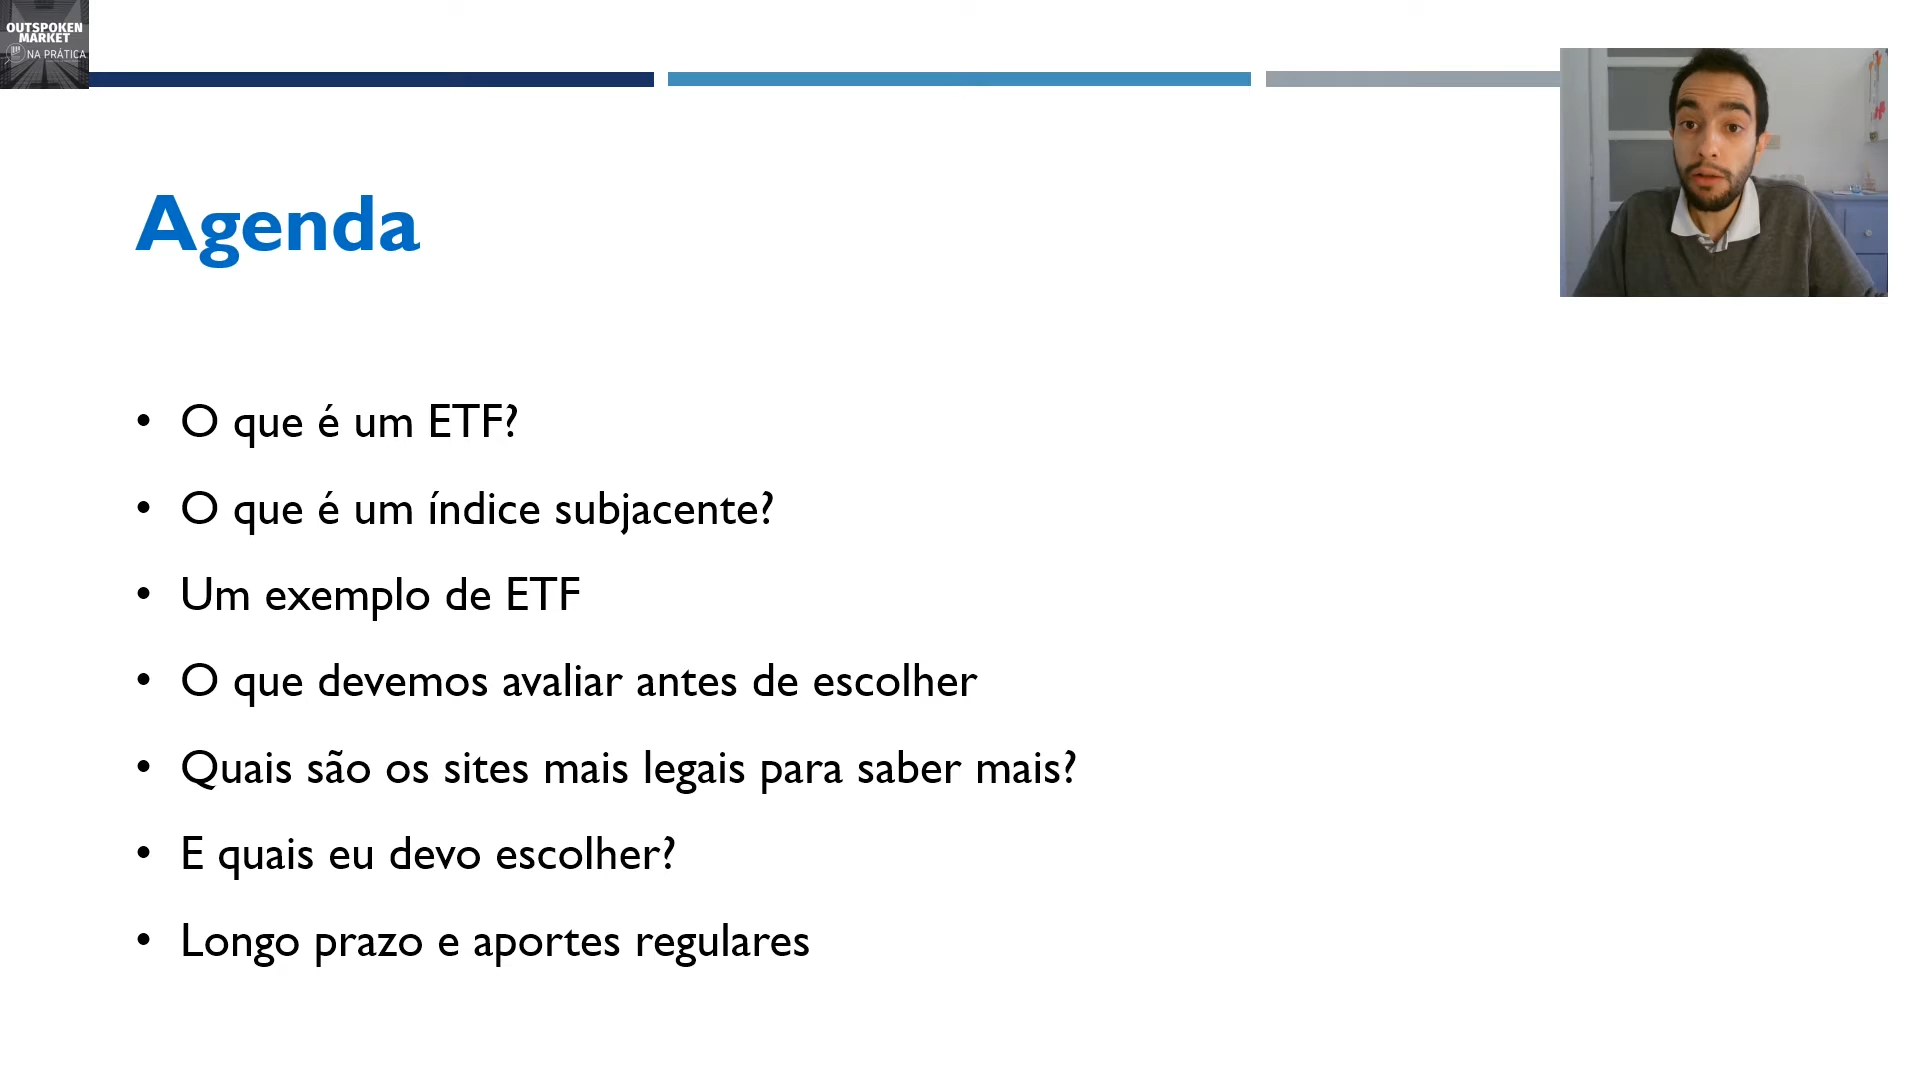 OUTSPOKEN
MARKET
NA PRÁTICA
Agenda
• O que é um ETF?
• O que é um índice subjacente?
• Um exemplo de ETF
• O que devemos avaliar antes de escolher
• Quais são os sites mais legais para saber mais?
• E quais eu devo escolher?
• Longo prazo e aportes regulares